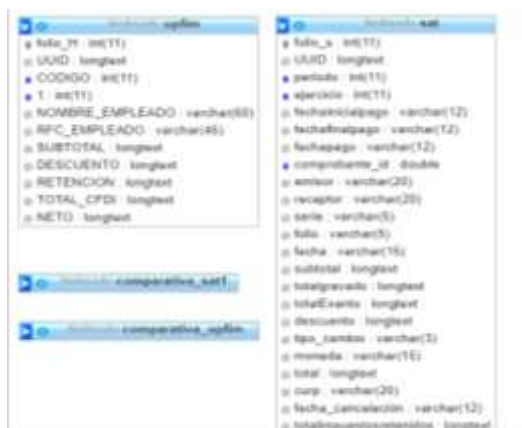 upfim
folio_H : int(11)
UUID : longtext
CODIGO : int(11)
1 : int(11)
NOMBRE_EMPLEADO : varchar(60)
RFC_EMPLEADO : varchar(45)
SUBTOTAL : longtext
DESCUENTO : longtext
RETENCION : longtext
TOTAL_CFDI : longtext
NETO : longtext
comparativa_sat1
comparativa_upfim
sat
folio_s : int(11)
UUID : longtext
periodo : int(11)
ejercicio : int(11)
fechainicialpago : varchar(12)
fechafinalpago : varchar(12)
fechapago : varchar(12)
comprobante_id : double
emisor : varchar(20)
receptor : varchar(20)
serie : varchar(5)
folio : varchar(5)
fecha : varchar(15)
subtotal : longtext
totalgravado : longtext
totalExento : longtext
descuento : longtext
tipo_cambio : varchar(3)
moneda : varchar(15)
total : longtext
curp : varchar(20)
fecha_cancelación : varchar(12)
totalimpuestosretenidos : longtext